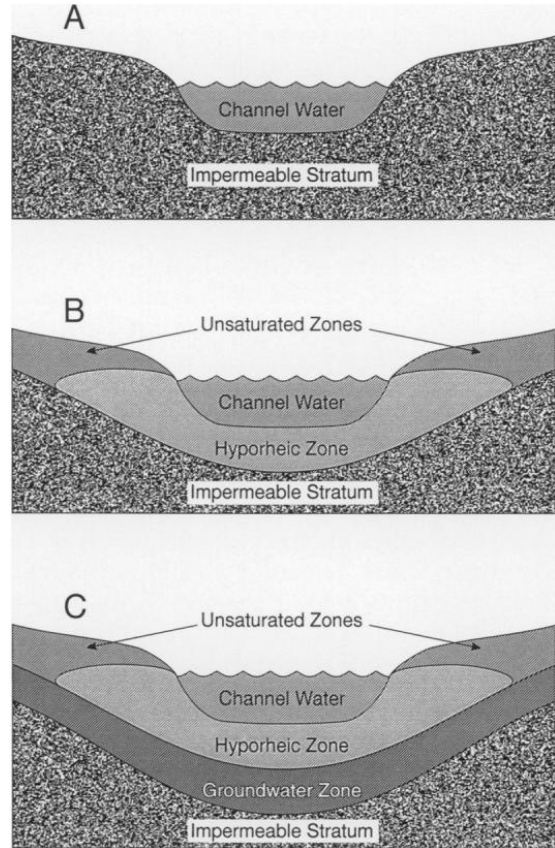 A
Channel Water
Impermeable Stratum
B
Unsaturated Zones
Channel Water
Hyporheic Zone
Impermeable Stratum
C
Unsaturated Zones
Channel Water
Hyporheic Zone
Groundwater Zone
Impermeable Stratum